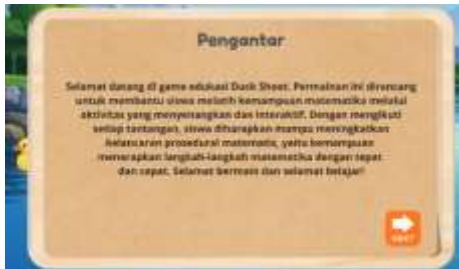 Pengantar
Selamat datang di game edukasi Duck Shoot. Permainan ini dirancang
untuk membantu siswa melatih kemampuan matematika melalui
aktivitas yang menyenangkan dan interaktif. Dengan mengikuti
setiap tantangan, siswa diharapkan mampu meningkatkan
kelancaran prosedural matematis, yaitu kemampuan
menerapkan langkah-langkah matematika dengan tepat
dan cepat. Selamat bermain dan selamat belajar!
NEXT